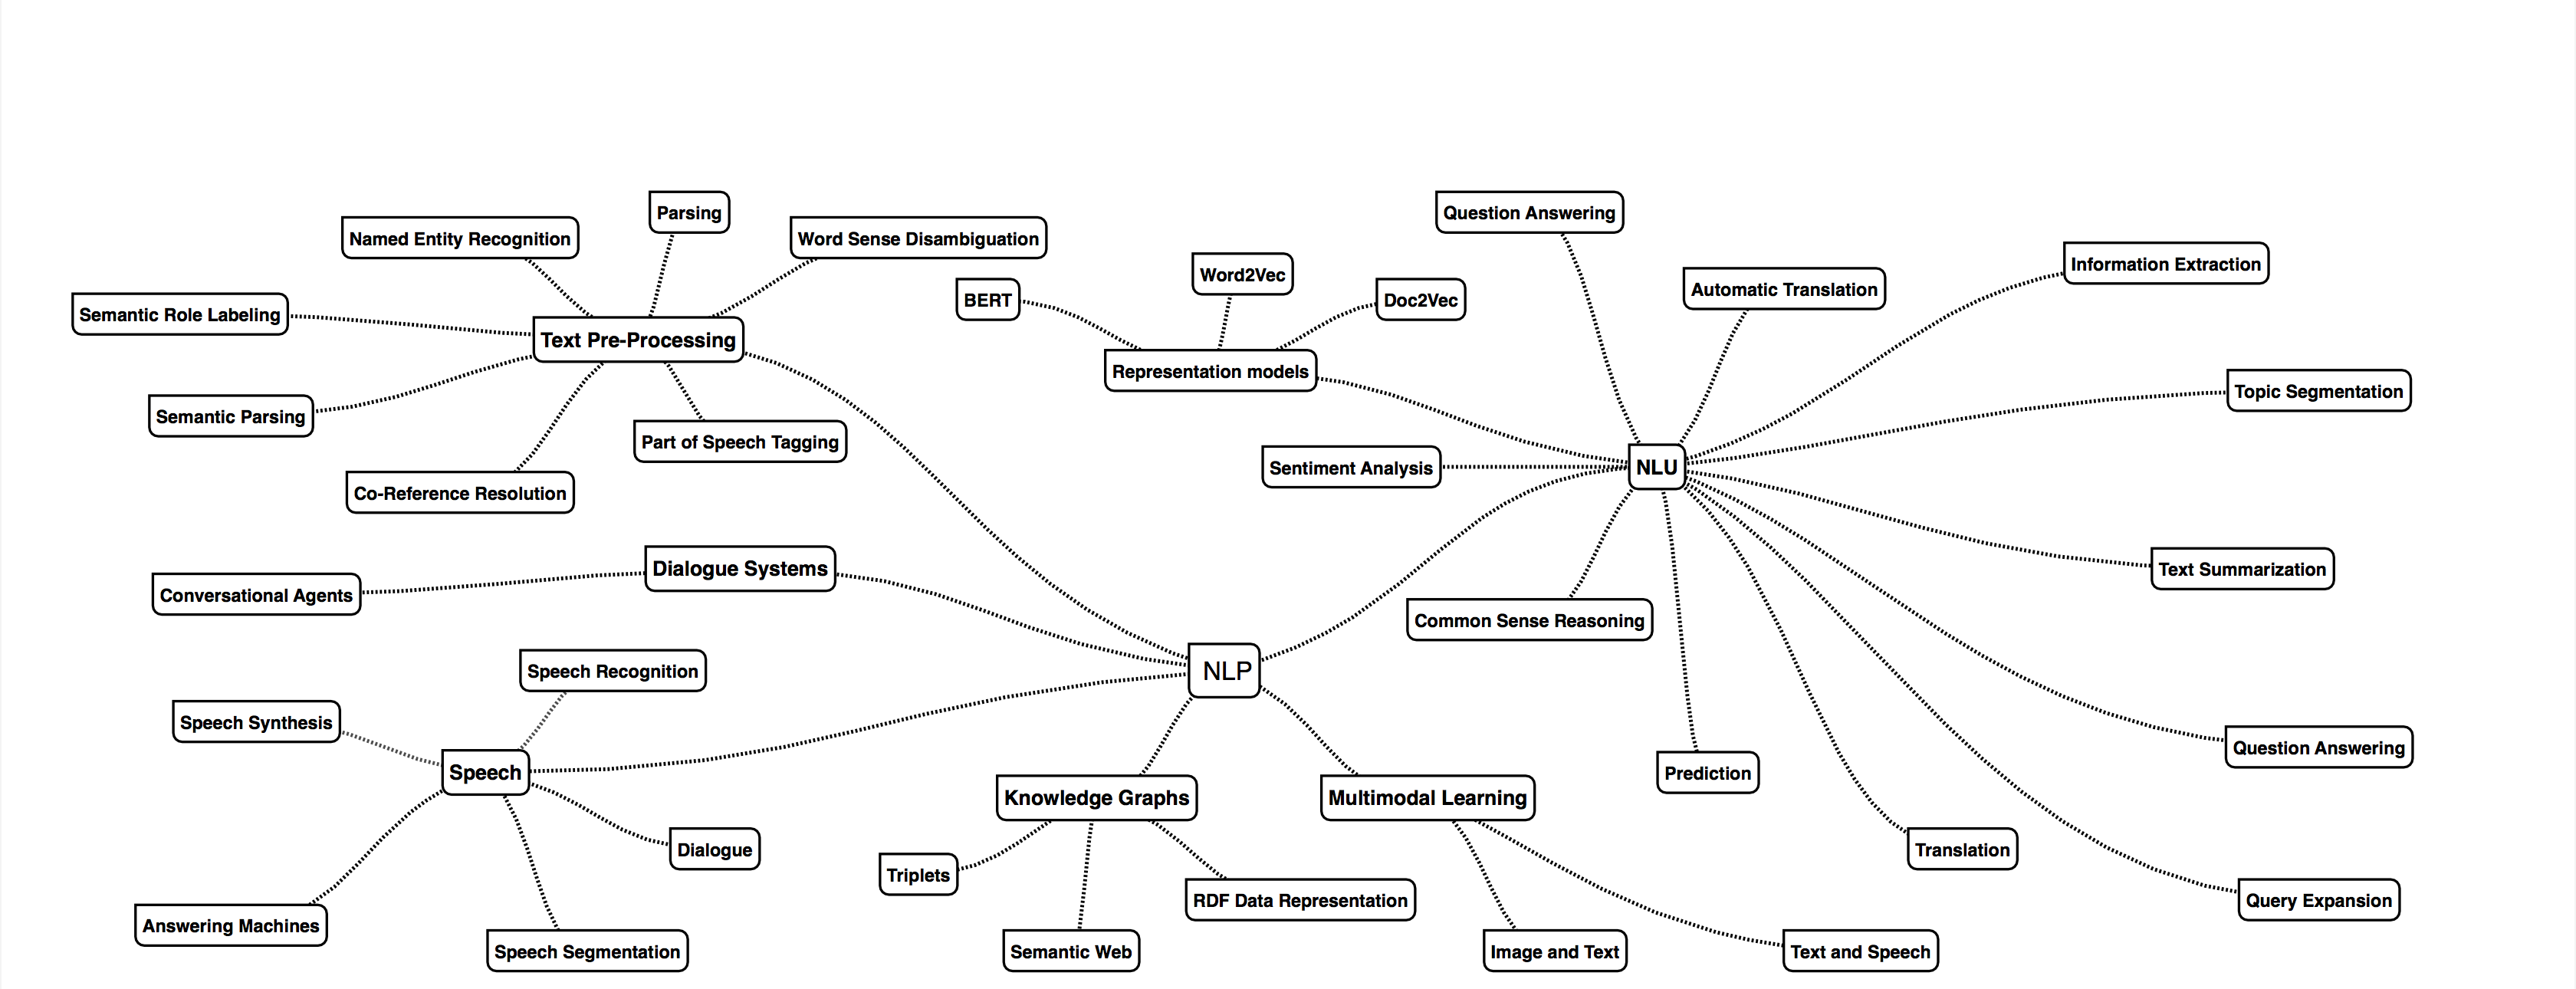 Parsing
Question Answering
Named Entity Recognition
Word Sense Disambiguation
Information Extraction
Word2Vec
Automatic Translation
BERT
Doc2Vec
Semantic Role Labeling
Text Pre-Processing
Representation models
Topic Segmentation
Semantic Parsing
Part of Speech Tagging
Sentiment Analysis
NLU
Co-Reference Resolution
Dialogue Systems
Text Summarization
Conversational Agents
Common Sense Reasoning
Speech Recognition
NLP
Speech Synthesis
Question Answering
Speech
Prediction
Knowledge Graphs
Multimodal Learning
Dialogue
Translation
Triplets
RDF Data Representation
Query Expansion
Answering Machines
Speech Segmentation
Semantic Web
Image and Text
Text and Speech